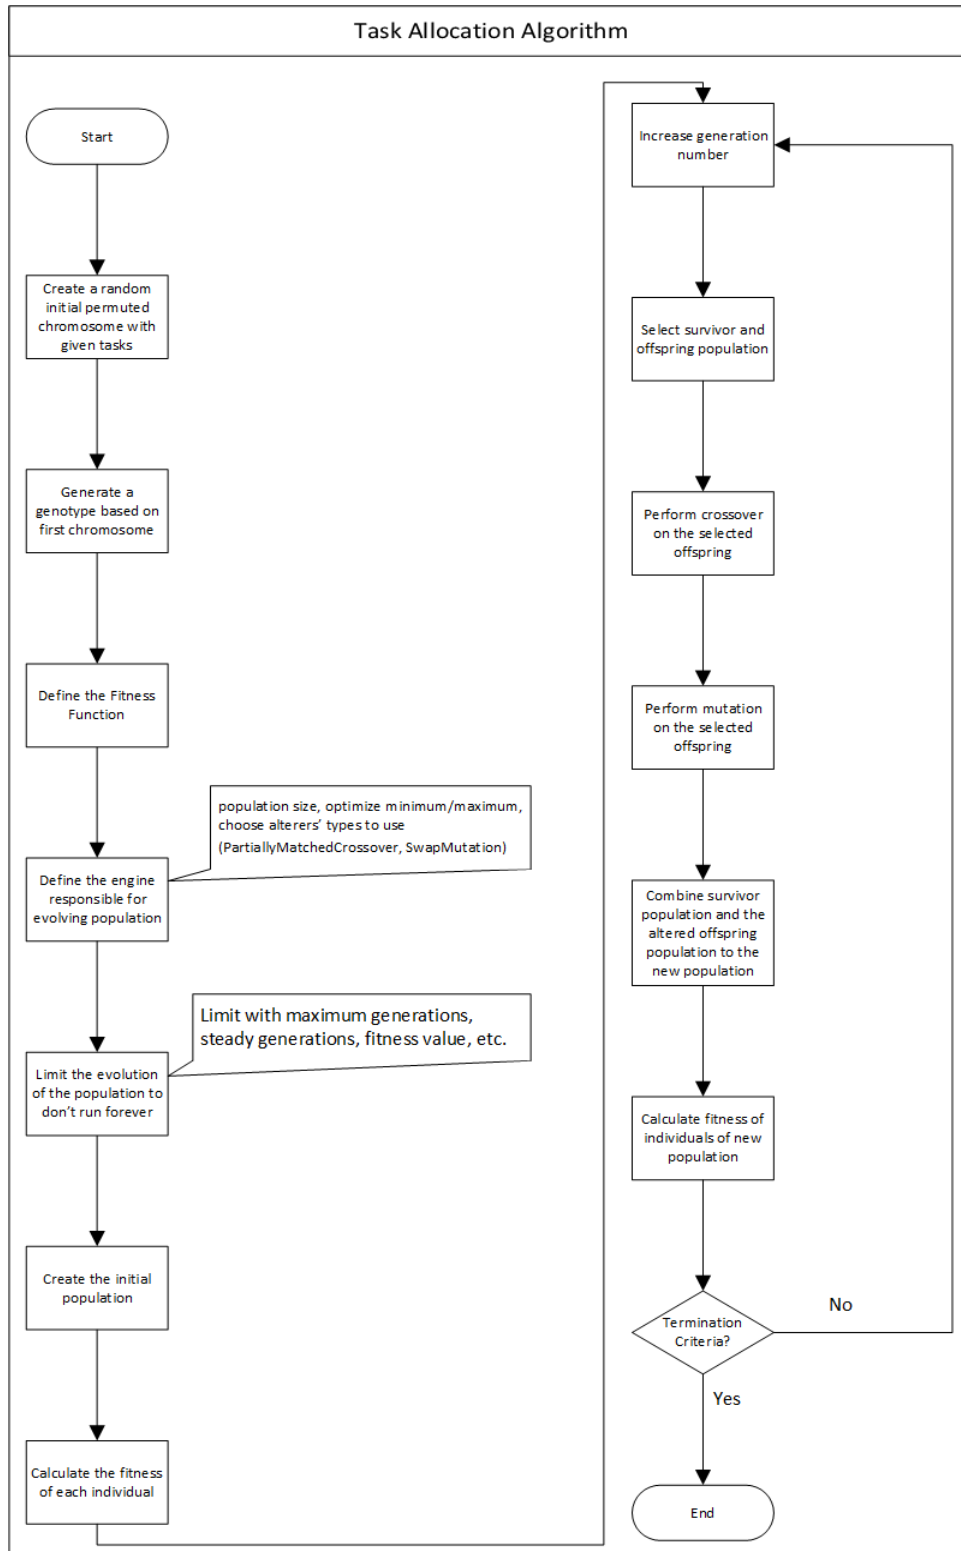 Task Allocation Algorithm
Start
Create a random
initial permuted
chromosome with
given tasks
Generate a
genotype based on
first chromosome
Define the Fitness
Function
population size, optimize minimum/maximum,
choose alterers’ types to use
(PartiallyMatchedCrossover, SwapMutation)
Define the engine
responsible for
evolving population
Limit with maximum generations,
steady generations, fitness value, etc.
Limit the evolution
of the population to
don’t run forever
Create the initial
population
Calculate the fitness
of each individual
Increase generation
number
Select survivor and
offspring population
Perform crossover
on the selected
offspring
Perform mutation
on the selected
offspring
Combine survivor
population and the
altered offspring
population to the
new population
Calculate fitness of
individuals of new
population
Termination
Criteria?
No
Yes
End